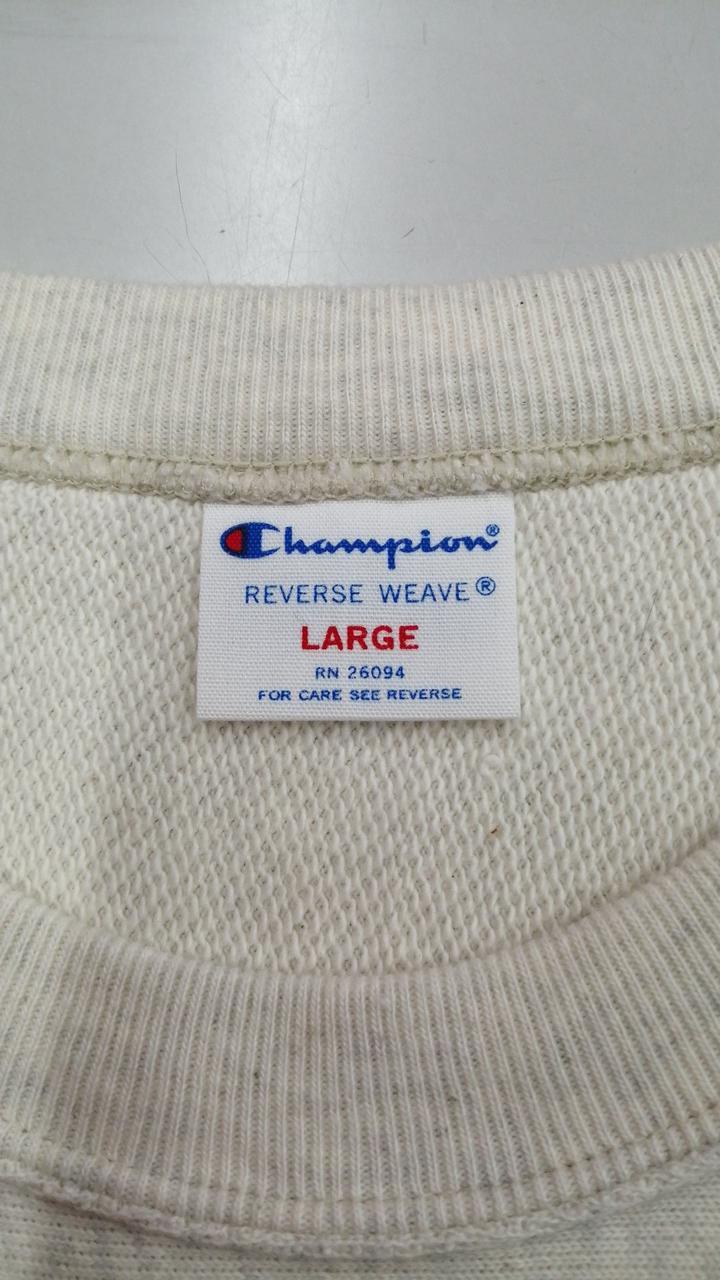 Champion®
REVERSE WEAVE®
LARGE
RN 26094
FOR CARE SEE REVERSE